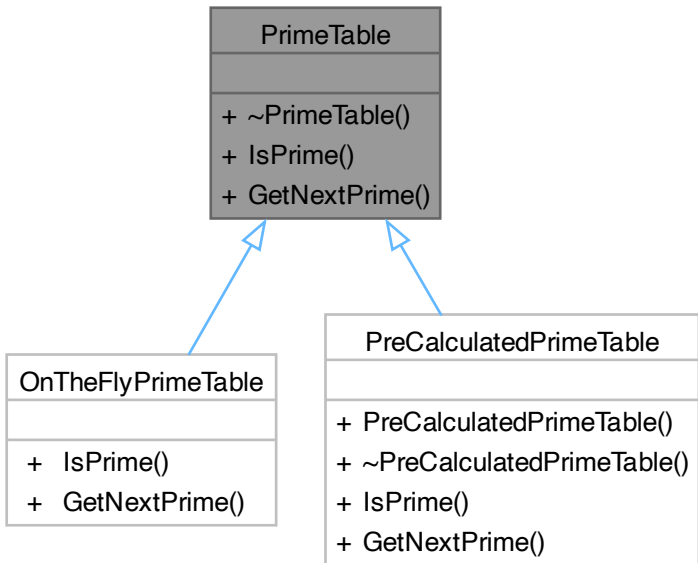 PrimeTable
+ ~PrimeTable()
+ IsPrime()
+ GetNextPrime()
OnTheFlyPrimeTable
+ IsPrime()
+ GetNextPrime()
PreCalculatedPrimeTable
+ PreCalculatedPrimeTable()
+ ~PreCalculatedPrimeTable()
+ IsPrime()
+ GetNextPrime()